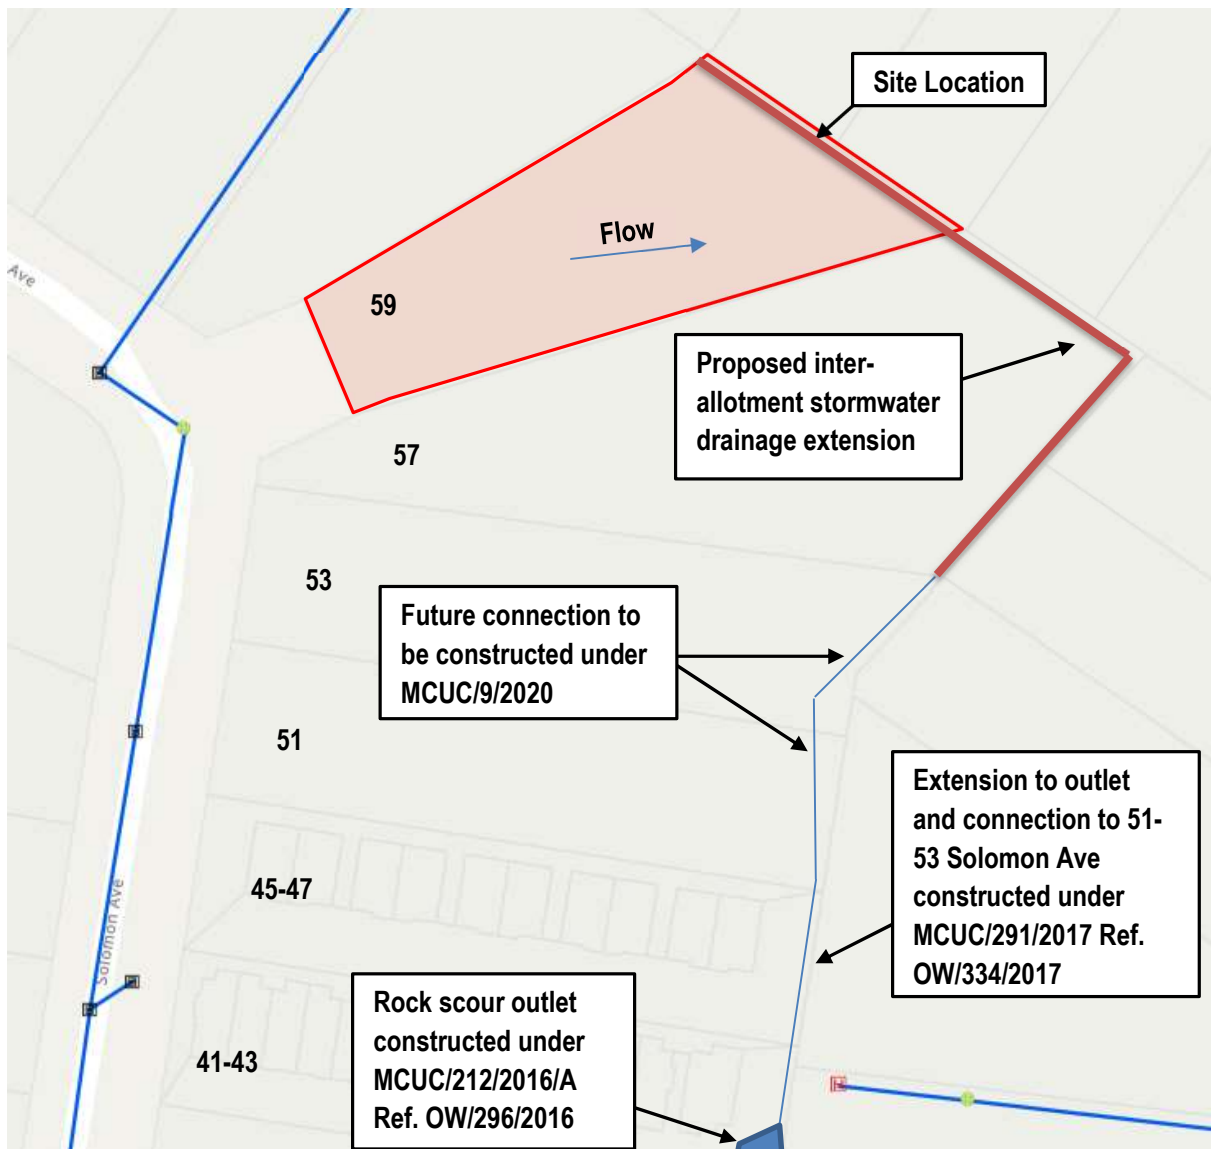 Site Location
Flow
Ave
59
Proposed inter-
allotment stormwater
drainage extension
57
53
Future connection to
be constructed under
MCUC/9/2020
51
Extension to outlet
and connection to 51-
53 Solomon Ave
constructed under
MCUC/291/2017 Ref.
OW/334/2017
45-47
Solomon Ave
Rock scour outlet
constructed under
MCUC/212/2016/A
Ref. OW/296/2016
41-43